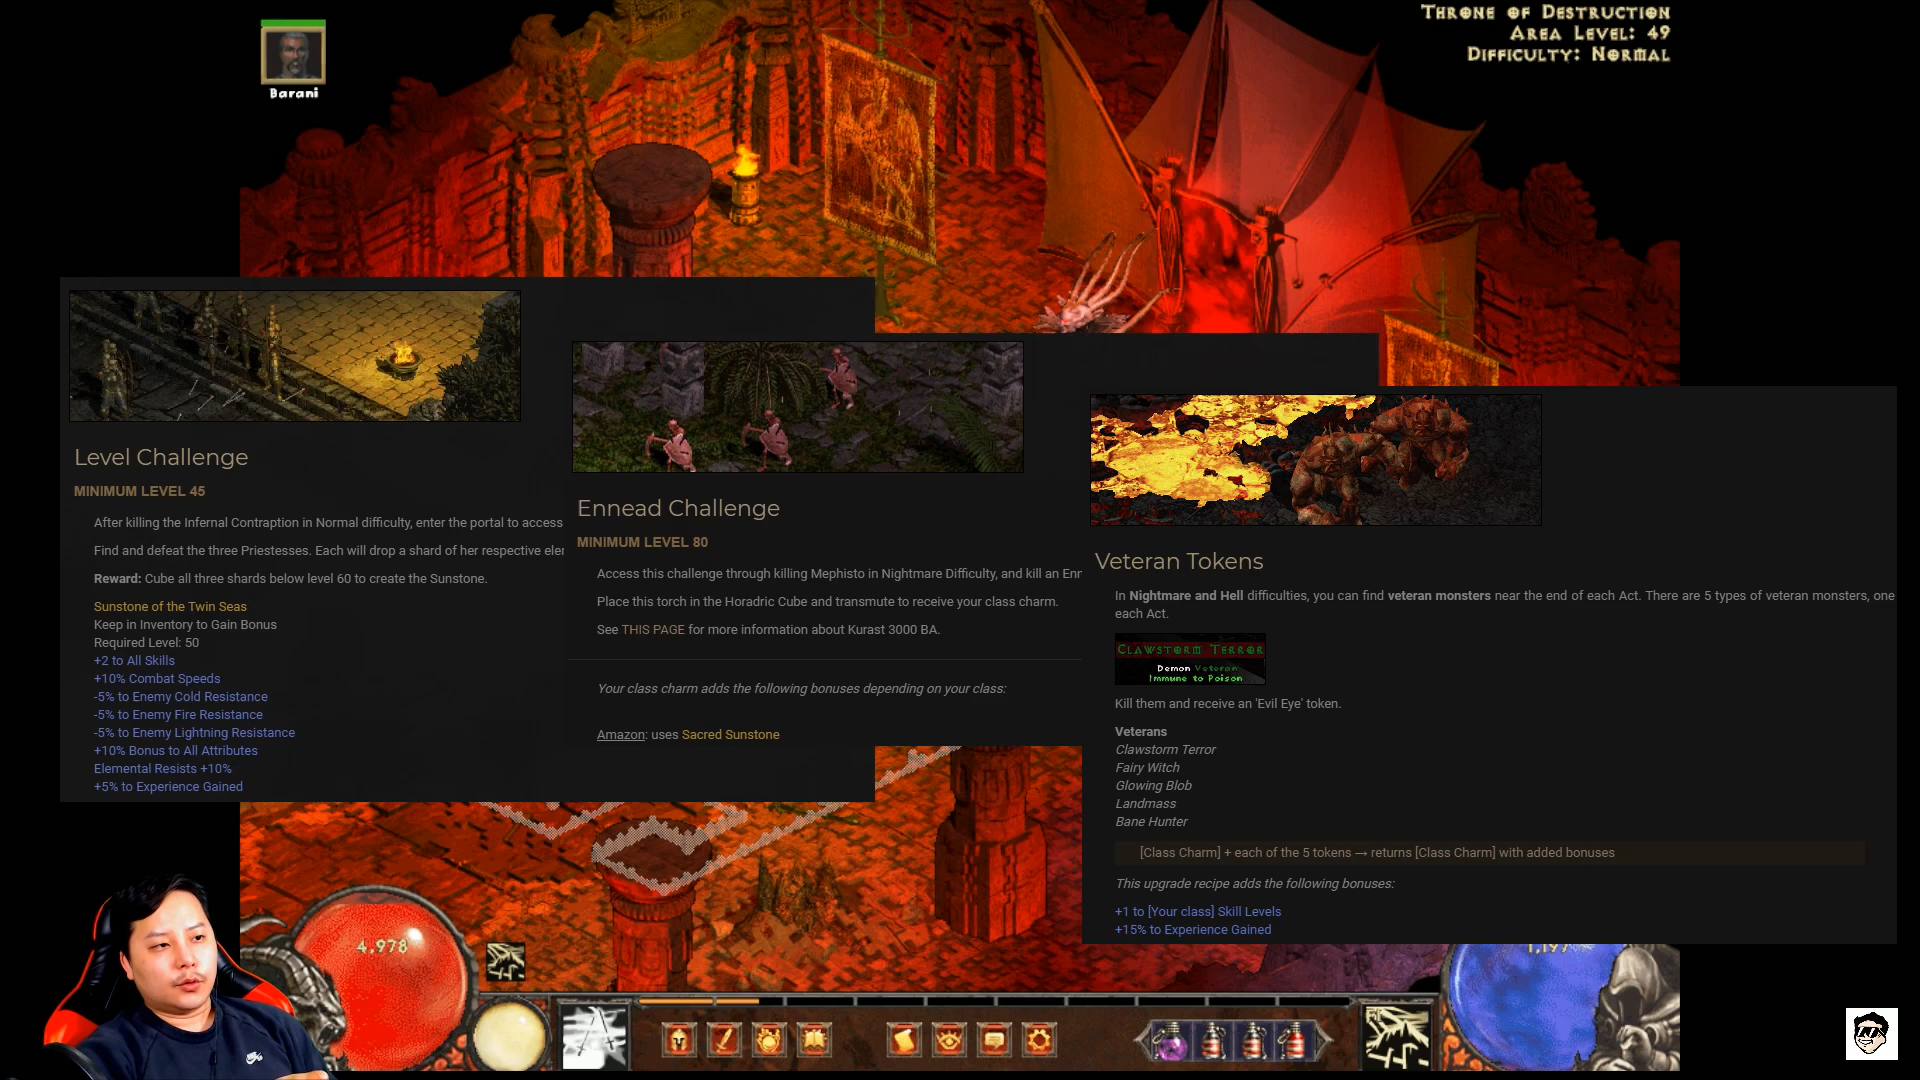 Throne of Destruction
Area Level: 49
Difficulty: Normal
Barani
Level Challenge
MINIMUM LEVEL 45
After killing the Infernal Contraption in Normal difficulty, enter the portal to access
Find and defeat the three Priestesses. Each will drop a shard of her respective
Reward: Cube all three shards below level 60 to create the Sunstone.
Sunstone of the Twin Seas
Keep in Inventory to Gain Bonus
Required Level: 50
+2 to All Skills
+10% Combat Speeds
-5% to Enemy Cold Resistance
-5% to Enemy Fire Resistance
-5% to Enemy Lightning Resistance
+10% Bonus to All Attributes
Elemental Resists +10%
+5% to Experience Gained
Ennead Challenge
MINIMUM LEVEL 80
Access this challenge through killing Mephisto in Nightmare Difficulty, and kill an
Place this torch in the Horadric Cube and transmute to receive your class charm.
See THIS PAGE for more information about Kurast 3000 BA.
Your class charm adds the following bonuses depending on your class:
Amazon: uses Sacred Sunstone
Veteran Tokens
In Nightmare and Hell difficulties, you can find veteran monsters near the end of each Act. There are 5 types of veteran monsters, one
each Act.
Clawstorm Terror
Demon Veteran
Immune to Poison
Kill them and receive an 'Evil Eye' token.
Veterans
Clawstorm Terror
Fairy Witch
Glowing Blob
Landmass
Bane Hunter
[Class Charm] + each of the 5 tokens → returns [Class Charm] with added bonuses
This upgrade recipe adds the following bonuses:
+1 to [Your class] Skill Levels
+15% to Experience Gained
4,978